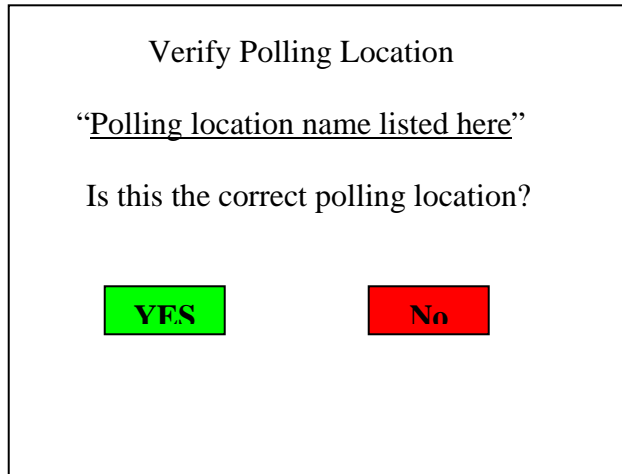 Verify Polling Location
“Polling location name listed here”
Is this the correct polling location?
YES No